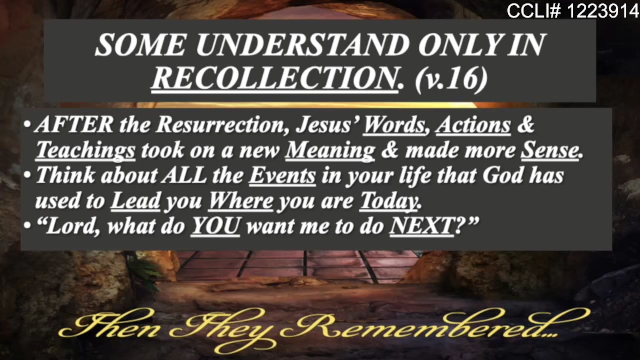 CCLI# 1223914
SOME UNDERSTAND ONLY IN
RECOLLECTION. (v.16)
• AFTER the Resurrection, Jesus' Words, Actions &
Teachings took on a new Meaning & made more Sense.
• Think about ALL the Events in your life that God has
used to Lead you Where you are Today.
• “Lord, what do YOU want me to do NEXT?”
Then They Remembered...